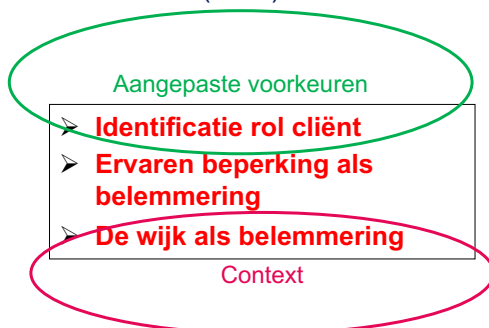 Aangepaste voorkeuren
➢ Identificatie rol cliënt
➢ Ervaren beperking als
belemmering
➢ De wijk als belemmering
Context